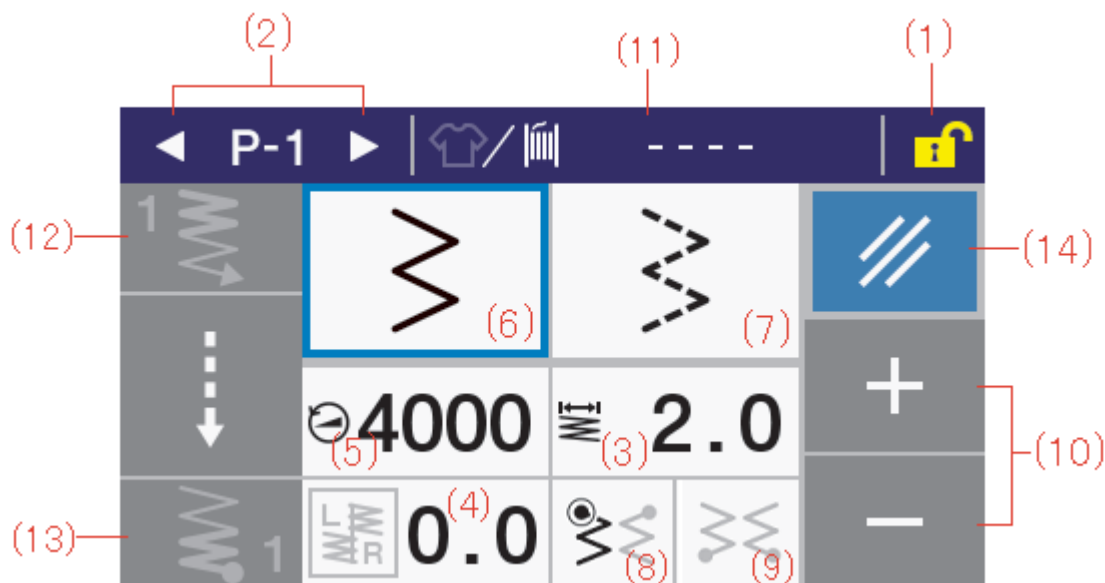 (2) (11) (1)
P-1 / ----
1
(12) (14)
(6) (7)
4000 2.0
(5) (3)
(10)
L (4)
0.0
R
(13) 1 (8) (9)